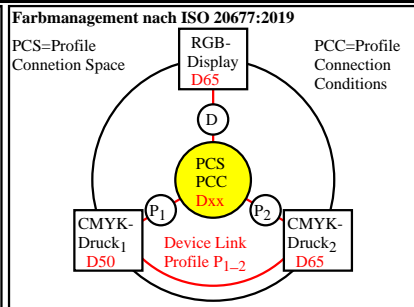 Farbmanagement nach ISO 20677:2019
PCS=Profile
Connetion Space
RGB-
Display
D65
PCC=Profile
Connection
Conditions
D
PCS
PCC
Dxx
P1
P2
CMYK-
Druck1
D50
Device Link
Profile P1–2
CMYK-
Druck2
D65